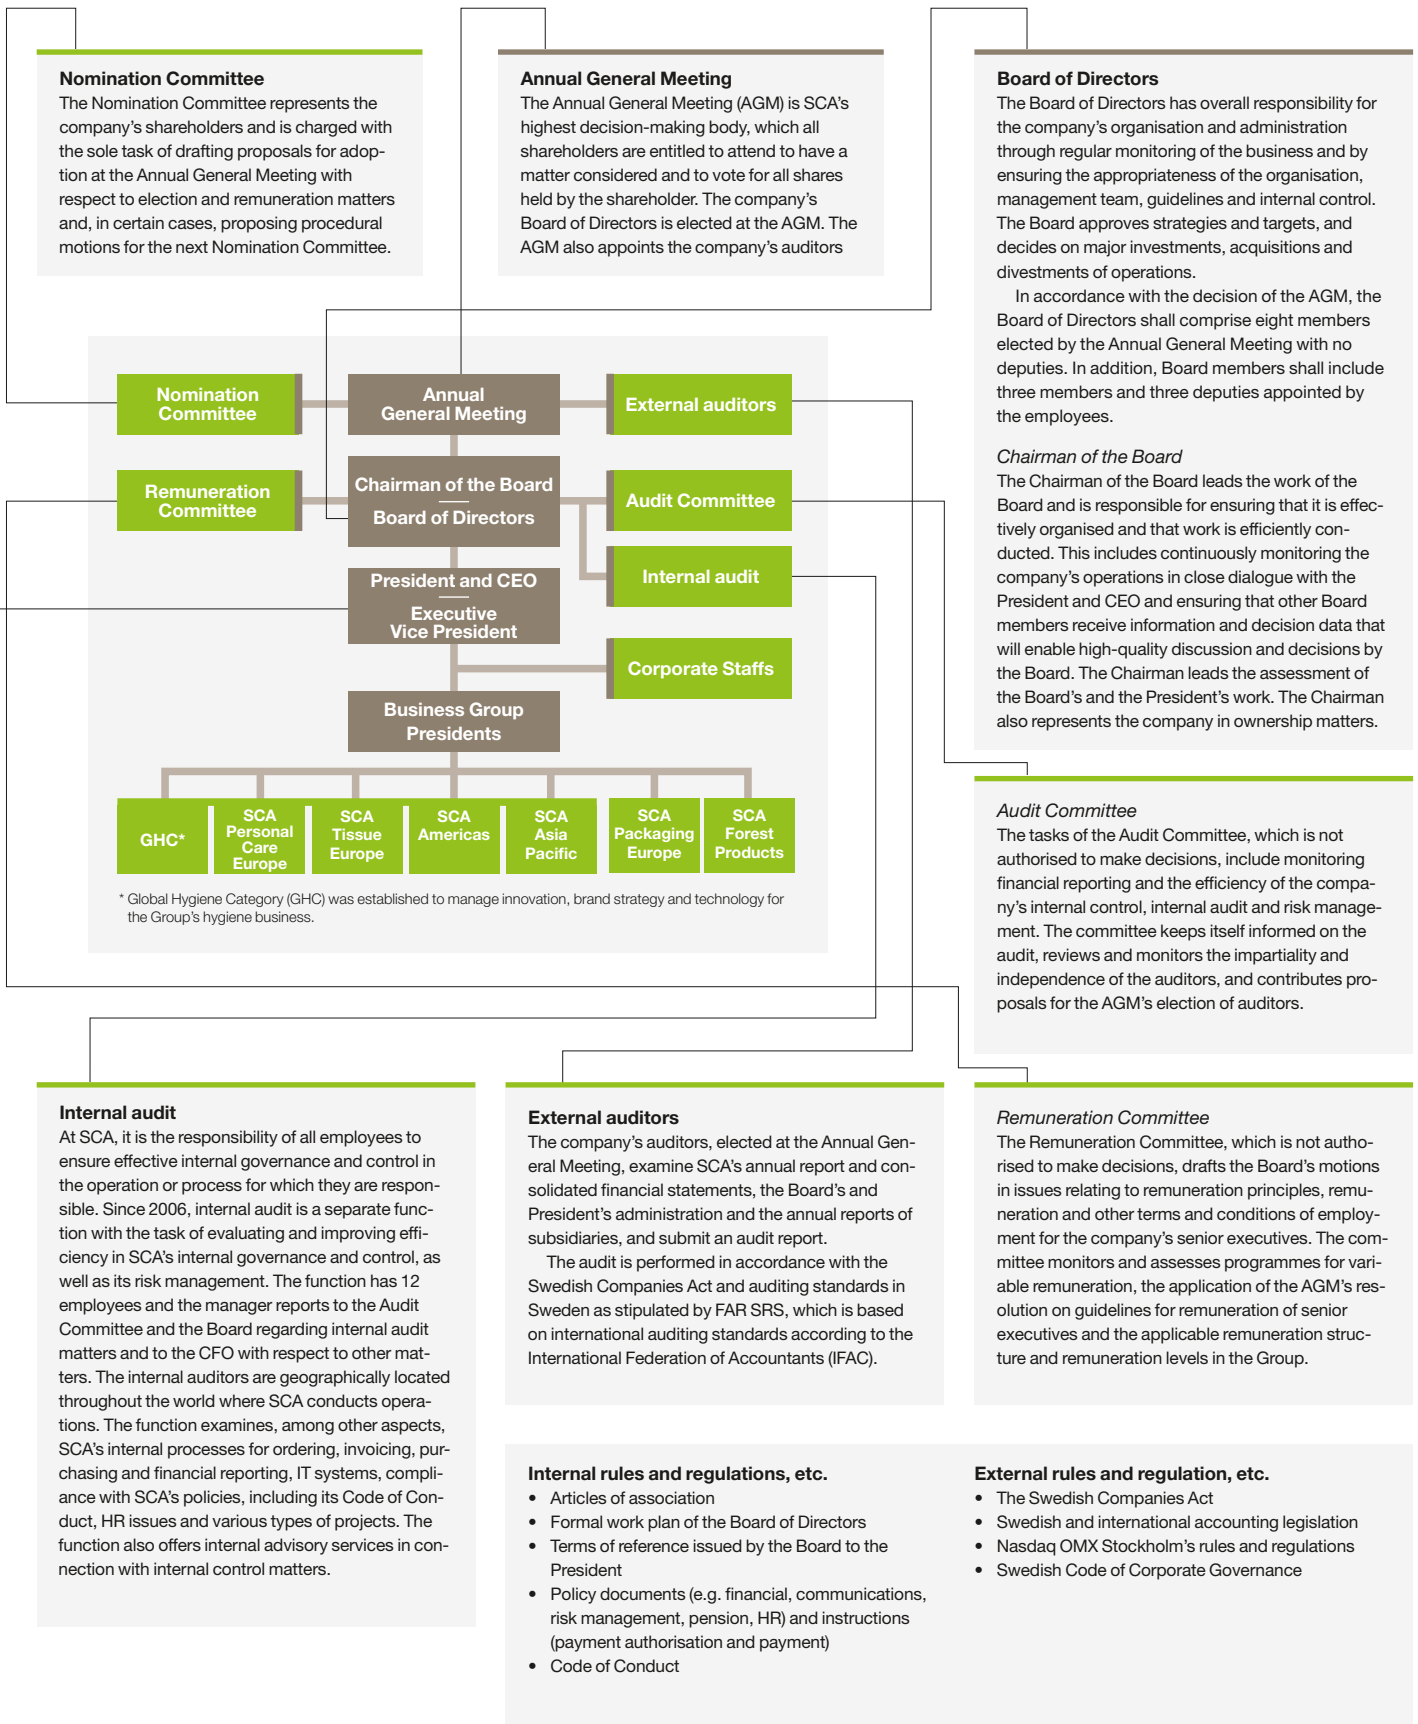 Nomination Committee
The Nomination Committee represents the
company's shareholders and is charged with
the sole task of drafting proposals for adop-
tion at the Annual General Meeting with
respect to election and remuneration matters
and, in certain cases, proposing procedural
motions for the next Nomination Committee.
Annual General Meeting
The Annual General Meeting (AGM) is SCA's
highest decision-making body, which all
shareholders are entitled to attend to have a
matter considered and to vote for all shares
held by the shareholder. The company's
Board of Directors is elected at the AGM. The
AGM also appoints the company's auditors
Board of Directors
The Board of Directors has overall responsibility for
the company's organisation and administration
through regular monitoring of the business and by
ensuring the appropriateness of the organisation,
management team, guidelines and internal control.
The Board approves strategies and targets, and
decides on major investments, acquisitions and
divestments of operations.
In accordance with the decision of the AGM, the
Board of Directors shall comprise eight members
elected by the Annual General Meeting with no
deputies. In addition, Board members shall include
three members and three deputies appointed by
the employees.
Chairman of the Board
The Chairman of the Board leads the work of the
Board and is responsible for ensuring that it is effec-
tively organised and that work is efficiently con-
ducted. This includes continuously monitoring the
company's operations in close dialogue with the
President and CEO and ensuring that other Board
members receive information and decision data that
will enable high-quality discussion and decisions by
the Board. The Chairman leads the assessment of
the Board's and the President's work. The Chairman
also represents the company in ownership matters.
Nomination
Committee
Annual
General Meeting
External auditors
Remuneration
Committee
Chairman of the Board
Board of Directors
Audit Committee
Internal audit
President and CEO
Executive
Vice President
Corporate Staffs
Business Group
Presidents
GHC*
SCA
Personal
Care
Europe
SCA
Tissue
Europe
SCA
Americas
SCA
Asia
Pacific
SCA
Packaging
Europe
SCA
Forest
Products
* Global Hygiene Category (GHC) was established to manage innovation, brand strategy and technology for
the Group's hygiene business.
Audit Committee
The tasks of the Audit Committee, which is not
authorised to make decisions, include monitoring
financial reporting and the efficiency of the compa-
ny's internal control, internal audit and risk manage-
ment. The committee keeps itself informed on the
audit, reviews and monitors the impartiality and
independence of the auditors, and contributes pro-
posals for the AGM's election of auditors.
Internal audit
At SCA, it is the responsibility of all employees to
ensure effective internal governance and control in
the operation or process for which they are respon-
sible. Since 2006, internal audit is a separate func-
tion with the task of evaluating and improving effi-
ciency in SCA's internal governance and control, as
well as its risk management. The function has 12
employees and the manager reports to the Audit
Committee and the Board regarding internal audit
matters and to the CFO with respect to other mat-
ters. The internal auditors are geographically located
throughout the world where SCA conducts opera-
tions. The function examines, among other aspects,
SCA's internal processes for ordering, invoicing, pur-
chasing and financial reporting, IT systems, compli-
ance with SCA's policies, including its Code of Con-
duct, HR issues and various types of projects. The
function also offers internal advisory services in con-
nection with internal control matters.
External auditors
The company's auditors, elected at the Annual Gen-
eral Meeting, examine SCA's annual report and con-
solidated financial statements, the Board's and
President's administration and the annual reports of
subsidiaries, and submit an audit report.
The audit is performed in accordance with the
Swedish Companies Act and auditing standards in
Sweden as stipulated by FAR SRS, which is based
on international auditing standards according to the
International Federation of Accountants (IFAC).
Remuneration Committee
The Remuneration Committee, which is not autho-
rised to make decisions, drafts the Board's motions
in issues relating to remuneration principles, remu-
neration and other terms and conditions of employ-
ment for the company's senior executives. The com-
mittee monitors and assesses programmes for vari-
able remuneration, the application of the AGM's res-
olution on guidelines for remuneration of senior
executives and the applicable remuneration struc-
ture and remuneration levels in the Group.
Internal rules and regulations, etc.
• Articles of association
• Formal work plan of the Board of Directors
• Terms of reference issued by the Board to the
President
• Policy documents (e.g. financial, communications,
risk management, pension, HR) and instructions
(payment authorisation and payment)
• Code of Conduct
External rules and regulation, etc.
• The Swedish Companies Act
• Swedish and international accounting legislation
• Nasdaq OMX Stockholm's rules and regulations
• Swedish Code of Corporate Governance